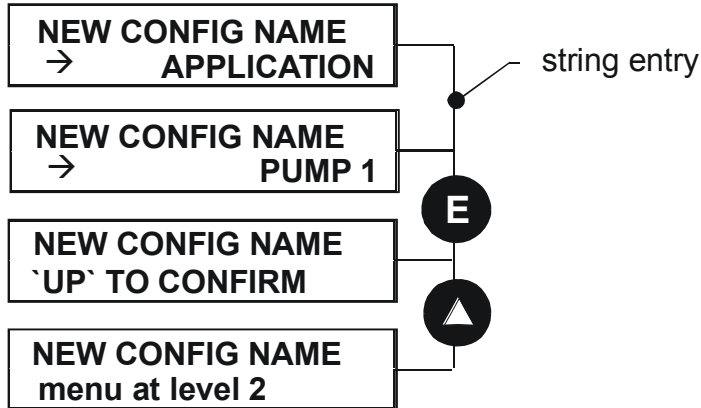 NEW CONFIG NAME
→ APPLICATION
string entry
NEW CONFIG NAME
→ PUMP 1
E
NEW CONFIG NAME
`UP` TO CONFIRM
NEW CONFIG NAME
menu at level 2